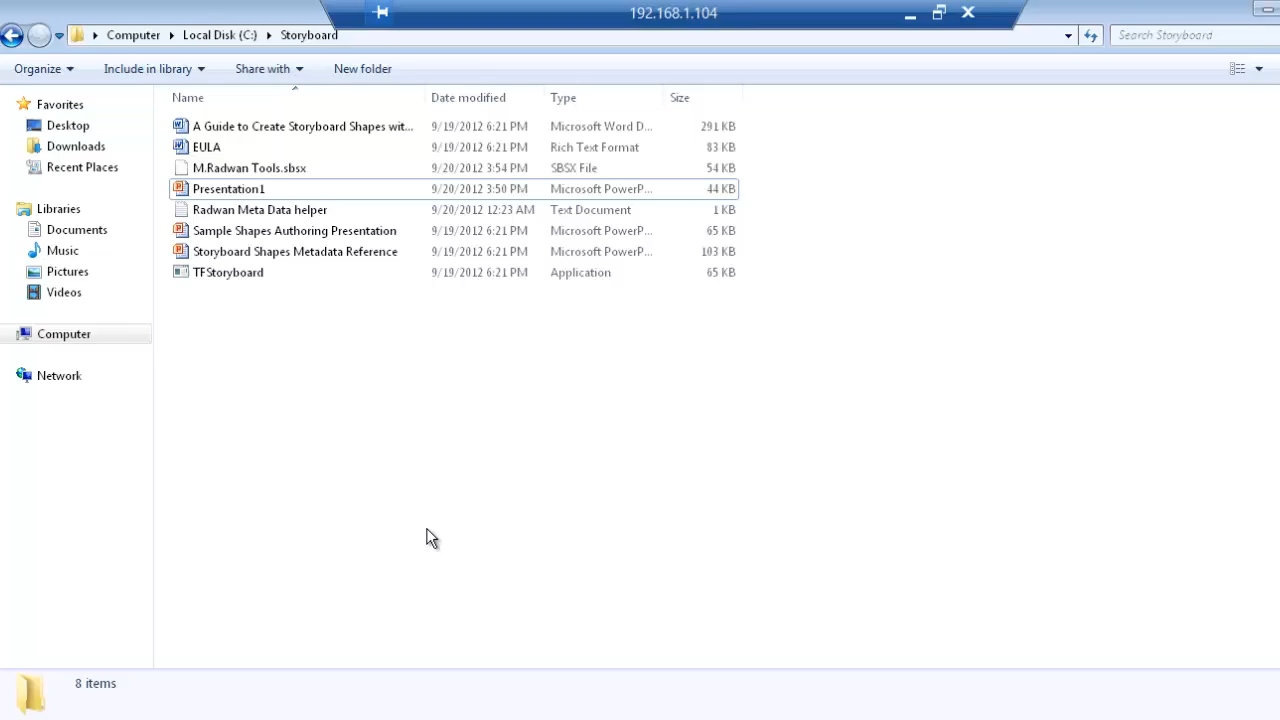 192.168.1.104
Computer Local Disk (C:) Storyboard Search Storyboard
Organize Include in library Share with New folder
Name Date modified Type Size
Favorites
Desktop
Downloads
Recent Places
Libraries
Documents
Music
Pictures
Videos
Computer
Network
A Guide to Create Storyboard Shapes wit... 9/19/2012 6:21 PM Microsoft Word D... 291 KB
EULA 9/19/2012 6:21 PM Rich Text Format 83 KB
M.Radwan Tools.sbsx 9/20/2012 3:54 PM SBSX File 54 KB
Presentation1 9/20/2012 3:50 PM Microsoft PowerP... 44 KB
Radwan Meta Data helper 9/20/2012 12:23 AM Text Document 1 KB
Sample Shapes Authoring Presentation 9/19/2012 6:21 PM Microsoft PowerP... 65 KB
Storyboard Shapes Metadata Reference 9/19/2012 6:21 PM Microsoft PowerP... 103 KB
TFStoryboard 9/19/2012 6:21 PM Application 65 KB
8 items